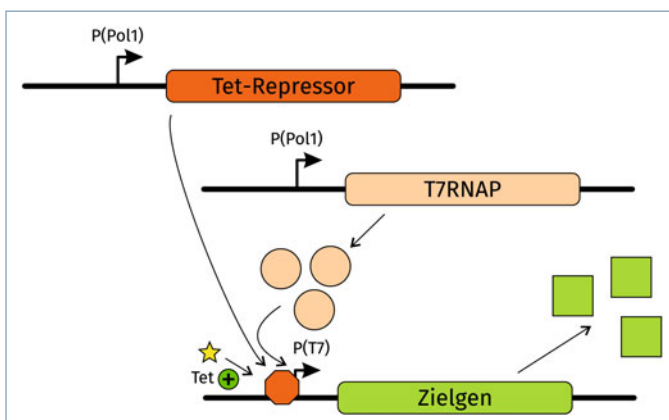 P(Pol1)
Tet-Repressor
P(Pol1)
T7RNAP
P(T7)
Tet +
Zielgen